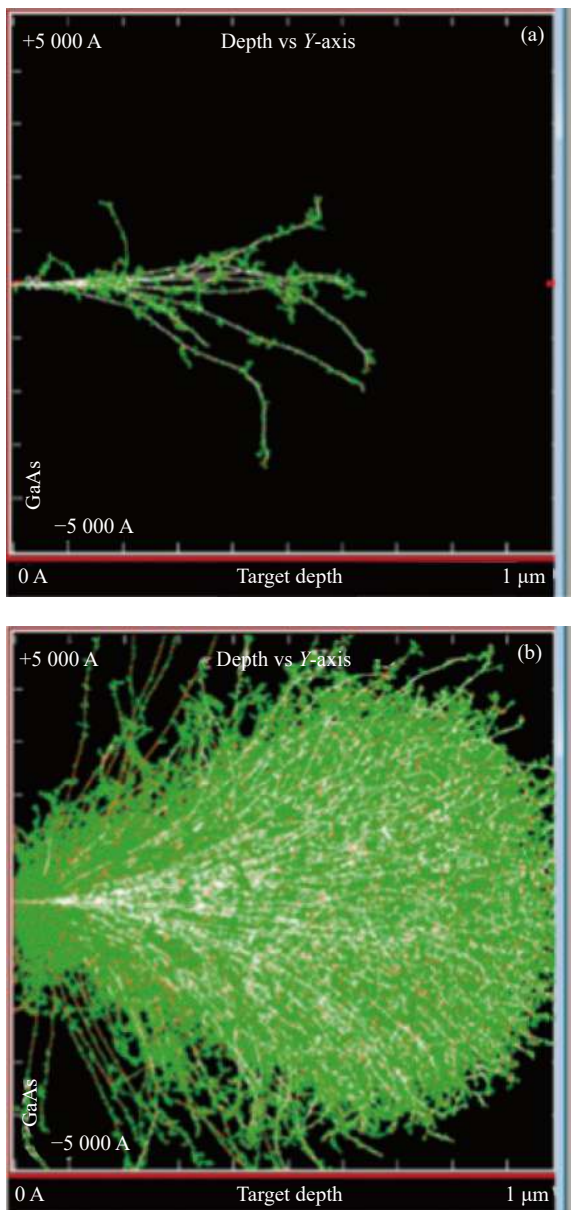 +5 000 A
Depth vs Y-axis
(a)
GaAs
−5 000 A
0 A
Target depth
1 μm
+5 000 A
Depth vs Y-axis
(b)
GaAs
−5 000 A
0 A
Target depth
1 μm